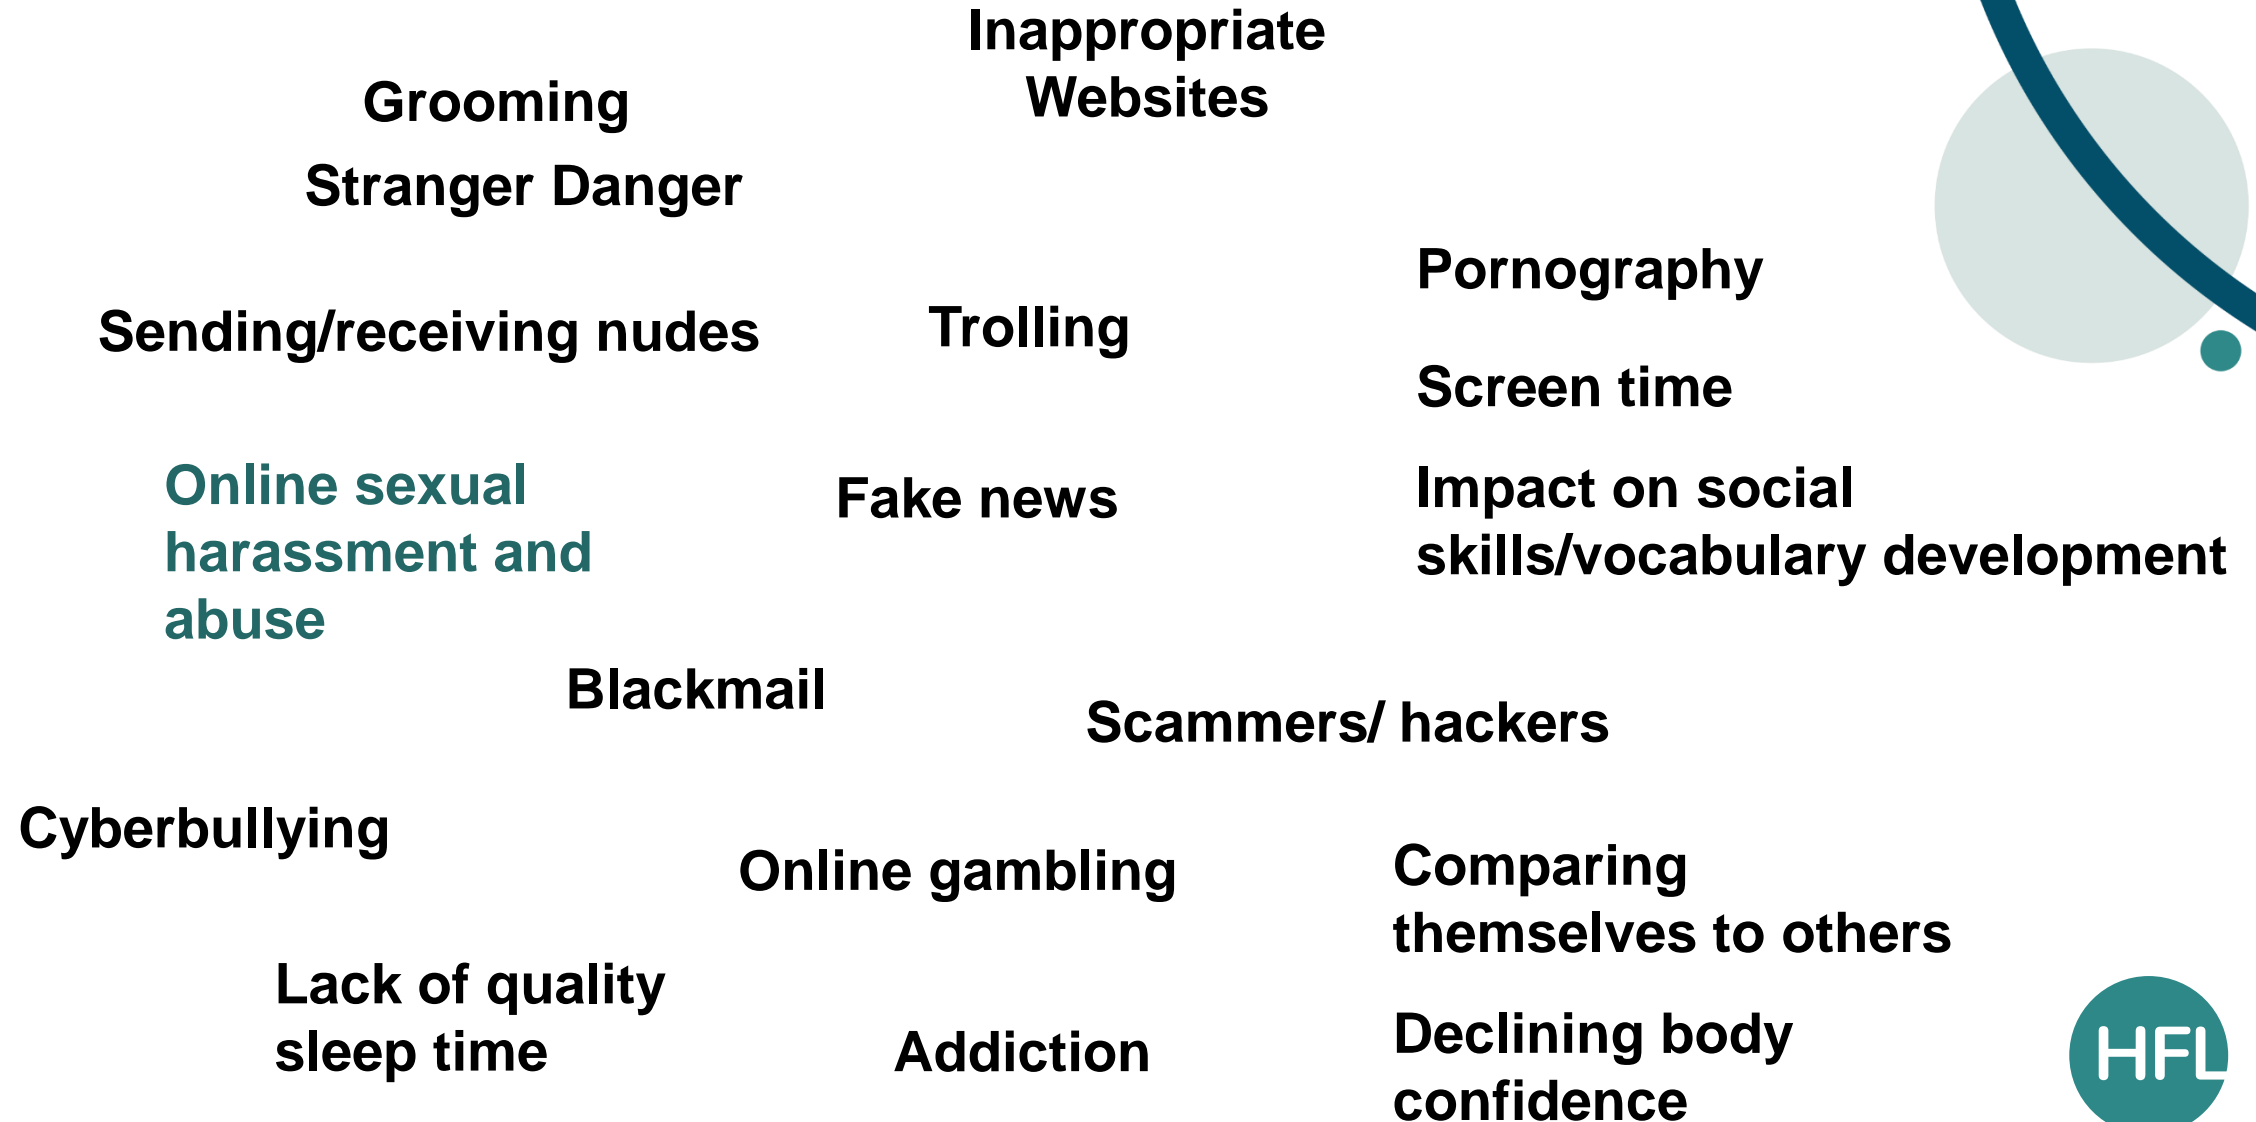 Inappropriate
Websites
Grooming
Stranger Danger
Pornography
Sending/receiving nudes
Trolling
Screen time
Online sexual
harassment and
abuse
Fake news
Impact on social
skills/vocabulary development
Blackmail
Scammers/ hackers
Cyberbullying
Online gambling
Comparing
themselves to others
Lack of quality
sleep time
Addiction
Declining body
confidence
HFL